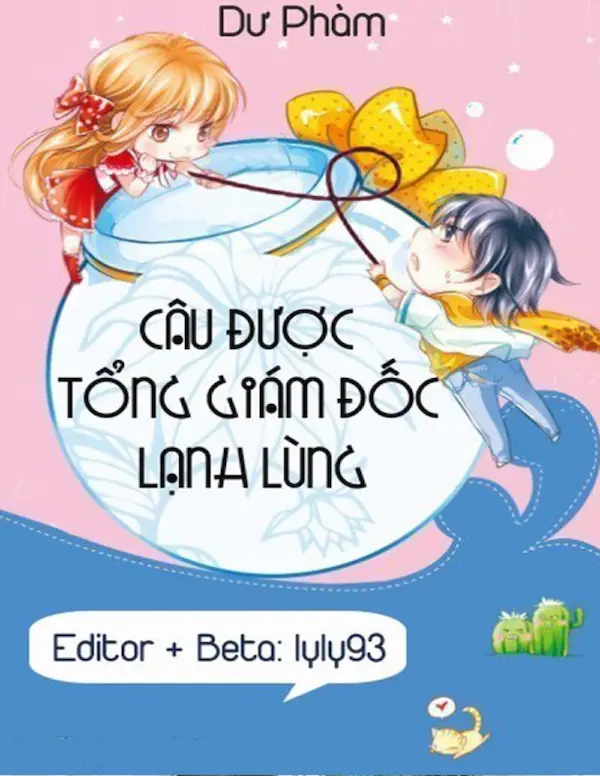 Dư Phàm
CÂU ĐƯỢC
TỔNG GIÁM ĐỐC
LẠNH LÙNG
Editor + Beta: lyly93